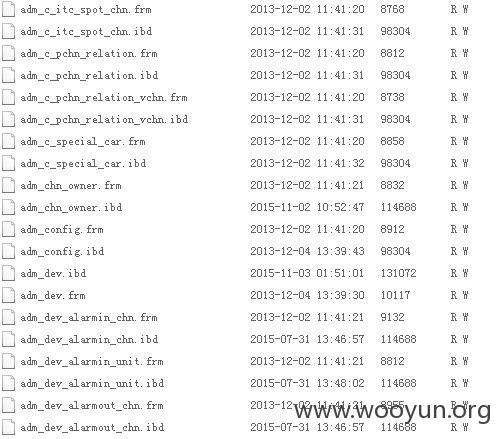 adm_c_itc_spot_chn.frm 2013-12-02 11:41:20 8768 R W
adm_c_itc_spot_chn.ibd 2013-12-02 11:41:31 98304 R W
adm_c_pchn_relation.frm 2013-12-02 11:41:20 8812 R W
adm_c_pchn_relation.ibd 2013-12-02 11:41:31 98304 R W
adm_c_pchn_relation_vchn.frm 2013-12-02 11:41:20 8738 R W
adm_c_pchn_relation_vchn.ibd 2013-12-02 11:41:31 98304 R W
adm_c_special_car.frm 2013-12-02 11:41:20 8858 R W
adm_c_special_car.ibd 2013-12-02 11:41:32 98304 R W
adm_chn_owner.frm 2013-12-02 11:41:21 8832 R W
adm_chn_owner.ibd 2015-11-02 10:52:47 114688 R W
adm_config.frm 2013-12-02 11:41:20 8912 R W
adm_config.ibd 2013-12-04 13:39:43 98304 R W
adm_dev.ibd 2015-11-03 01:51:01 131072 R W
adm_dev.frm 2013-12-04 13:39:30 10117 R W
adm_dev_alarmin_chn.frm 2013-12-02 11:41:21 9132 R W
adm_dev_alarmin_chn.ibd 2015-07-31 13:46:57 114688 R W
adm_dev_alarmin_unit.frm 2013-12-02 11:41:21 8812 R W
adm_dev_alarmin_unit.ibd 2015-07-31 13:48:02 114688 R W
adm_dev_alarmout_chn.frm 2013-12-02 11:41:21 8955 R W
adm_dev_alarmout_chn.ibd 2015-07-31 13:46:57 114688 R W
www.wooyun.org